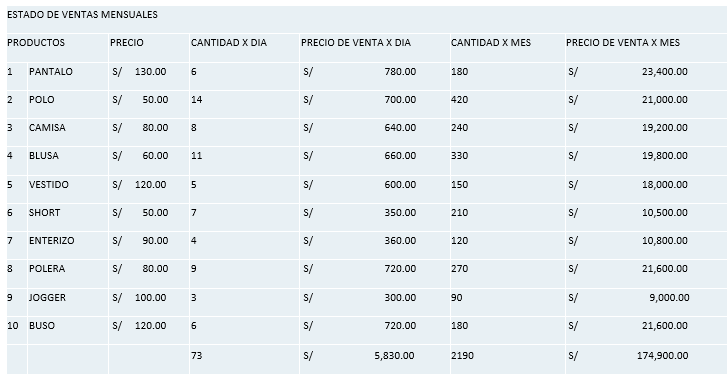 ESTADO DE VENTAS MENSUALES
PRODUCTOS PRECIO CANTIDAD X DIA PRECIO DE VENTA X DIA CANTIDAD X MES PRECIO DE VENTA X MES
1 PANTALO S/ 130.00 6 S/ 780.00 180 S/ 23,400.00
2 POLO S/ 50.00 14 S/ 700.00 420 S/ 21,000.00
3 CAMISA S/ 80.00 8 S/ 640.00 240 S/ 19,200.00
4 BLUSA S/ 60.00 11 S/ 660.00 330 S/ 19,800.00
5 VESTIDO S/ 120.00 5 S/ 600.00 150 S/ 18,000.00
6 SHORT S/ 50.00 7 S/ 350.00 210 S/ 10,500.00
7 ENTERIZO S/ 90.00 4 S/ 360.00 120 S/ 10,800.00
8 POLERA S/ 80.00 9 S/ 720.00 270 S/ 21,600.00
9 JOGGER S/ 100.00 3 S/ 300.00 90 S/ 9,000.00
10 BUSO S/ 120.00 6 S/ 720.00 180 S/ 21,600.00
73 S/ 5,830.00 2190 S/ 174,900.00